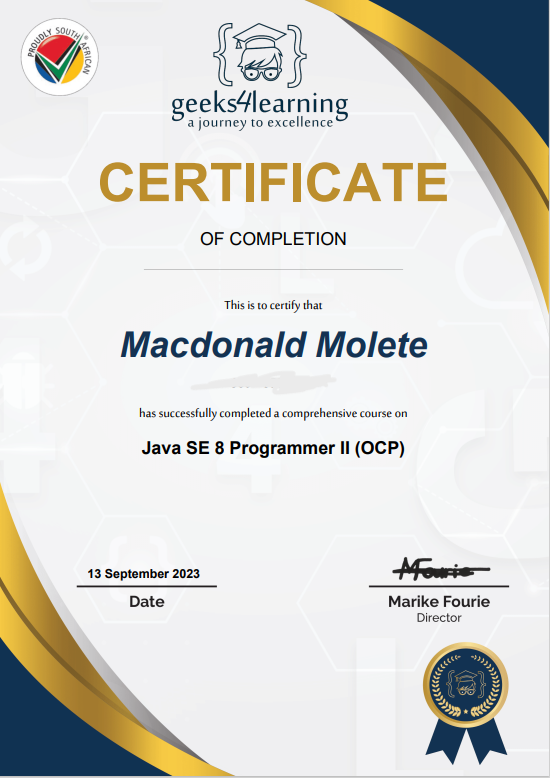 PROUDLY SOUTH AFRICAN
geeks4learning
a journey to excellence
CERTIFICATE
OF COMPLETION
This is to certify that
Macdonald Molete
has successfully completed a comprehensive course on
Java SE 8 Programmer II (OCP)
13 September 2023
MFourie
Date
Marike Fourie
Director